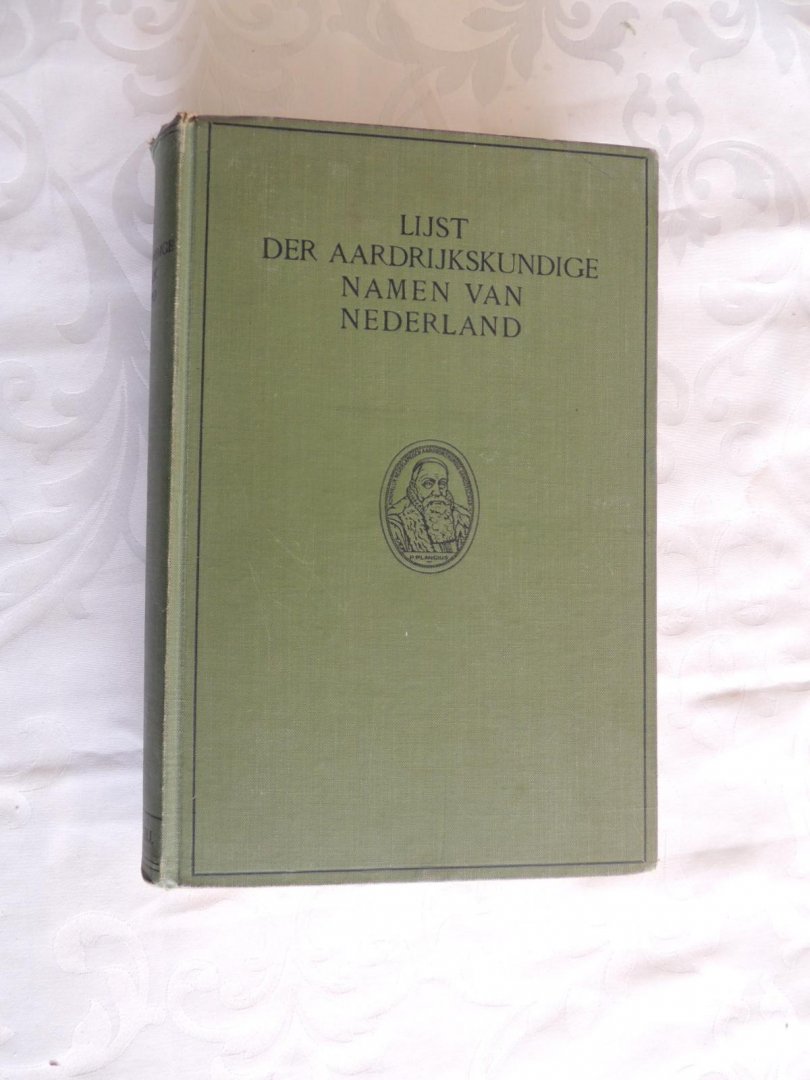 LIJST
DER AARDRIJKSKUNDIGE
NAMEN VAN
NEDERLAND
P. PLANCIUS